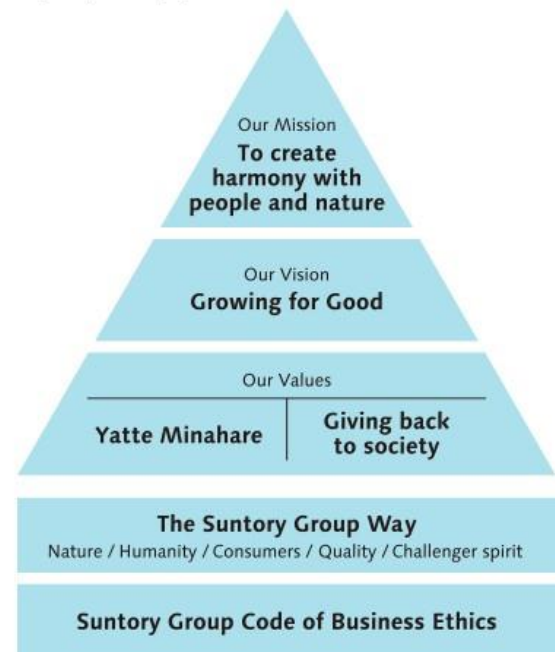 Our Mission
To create
harmony with
people and nature
Our Vision
Growing for Good
Our Values
Yatte Minahare
Giving back
to society
The Suntory Group Way
Nature / Humanity / Consumers / Quality / Challenger spirit
Suntory Group Code of Business Ethics